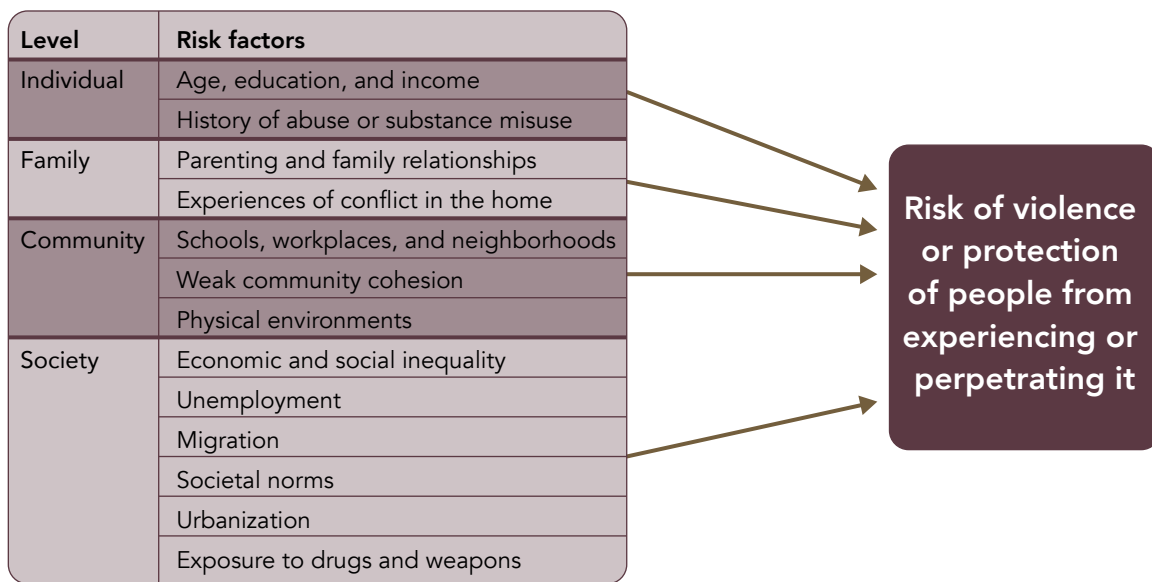 Level Risk factors
Individual Age, education, and income
History of abuse or substance misuse
Family Parenting and family relationships
Experiences of conflict in the home
Community Schools, workplaces, and neighborhoods
Weak community cohesion
Physical environments
Society Economic and social inequality
Unemployment
Migration
Societal norms
Urbanization
Exposure to drugs and weapons
Risk of violence
or protection
of people from
experiencing or
perpetrating it